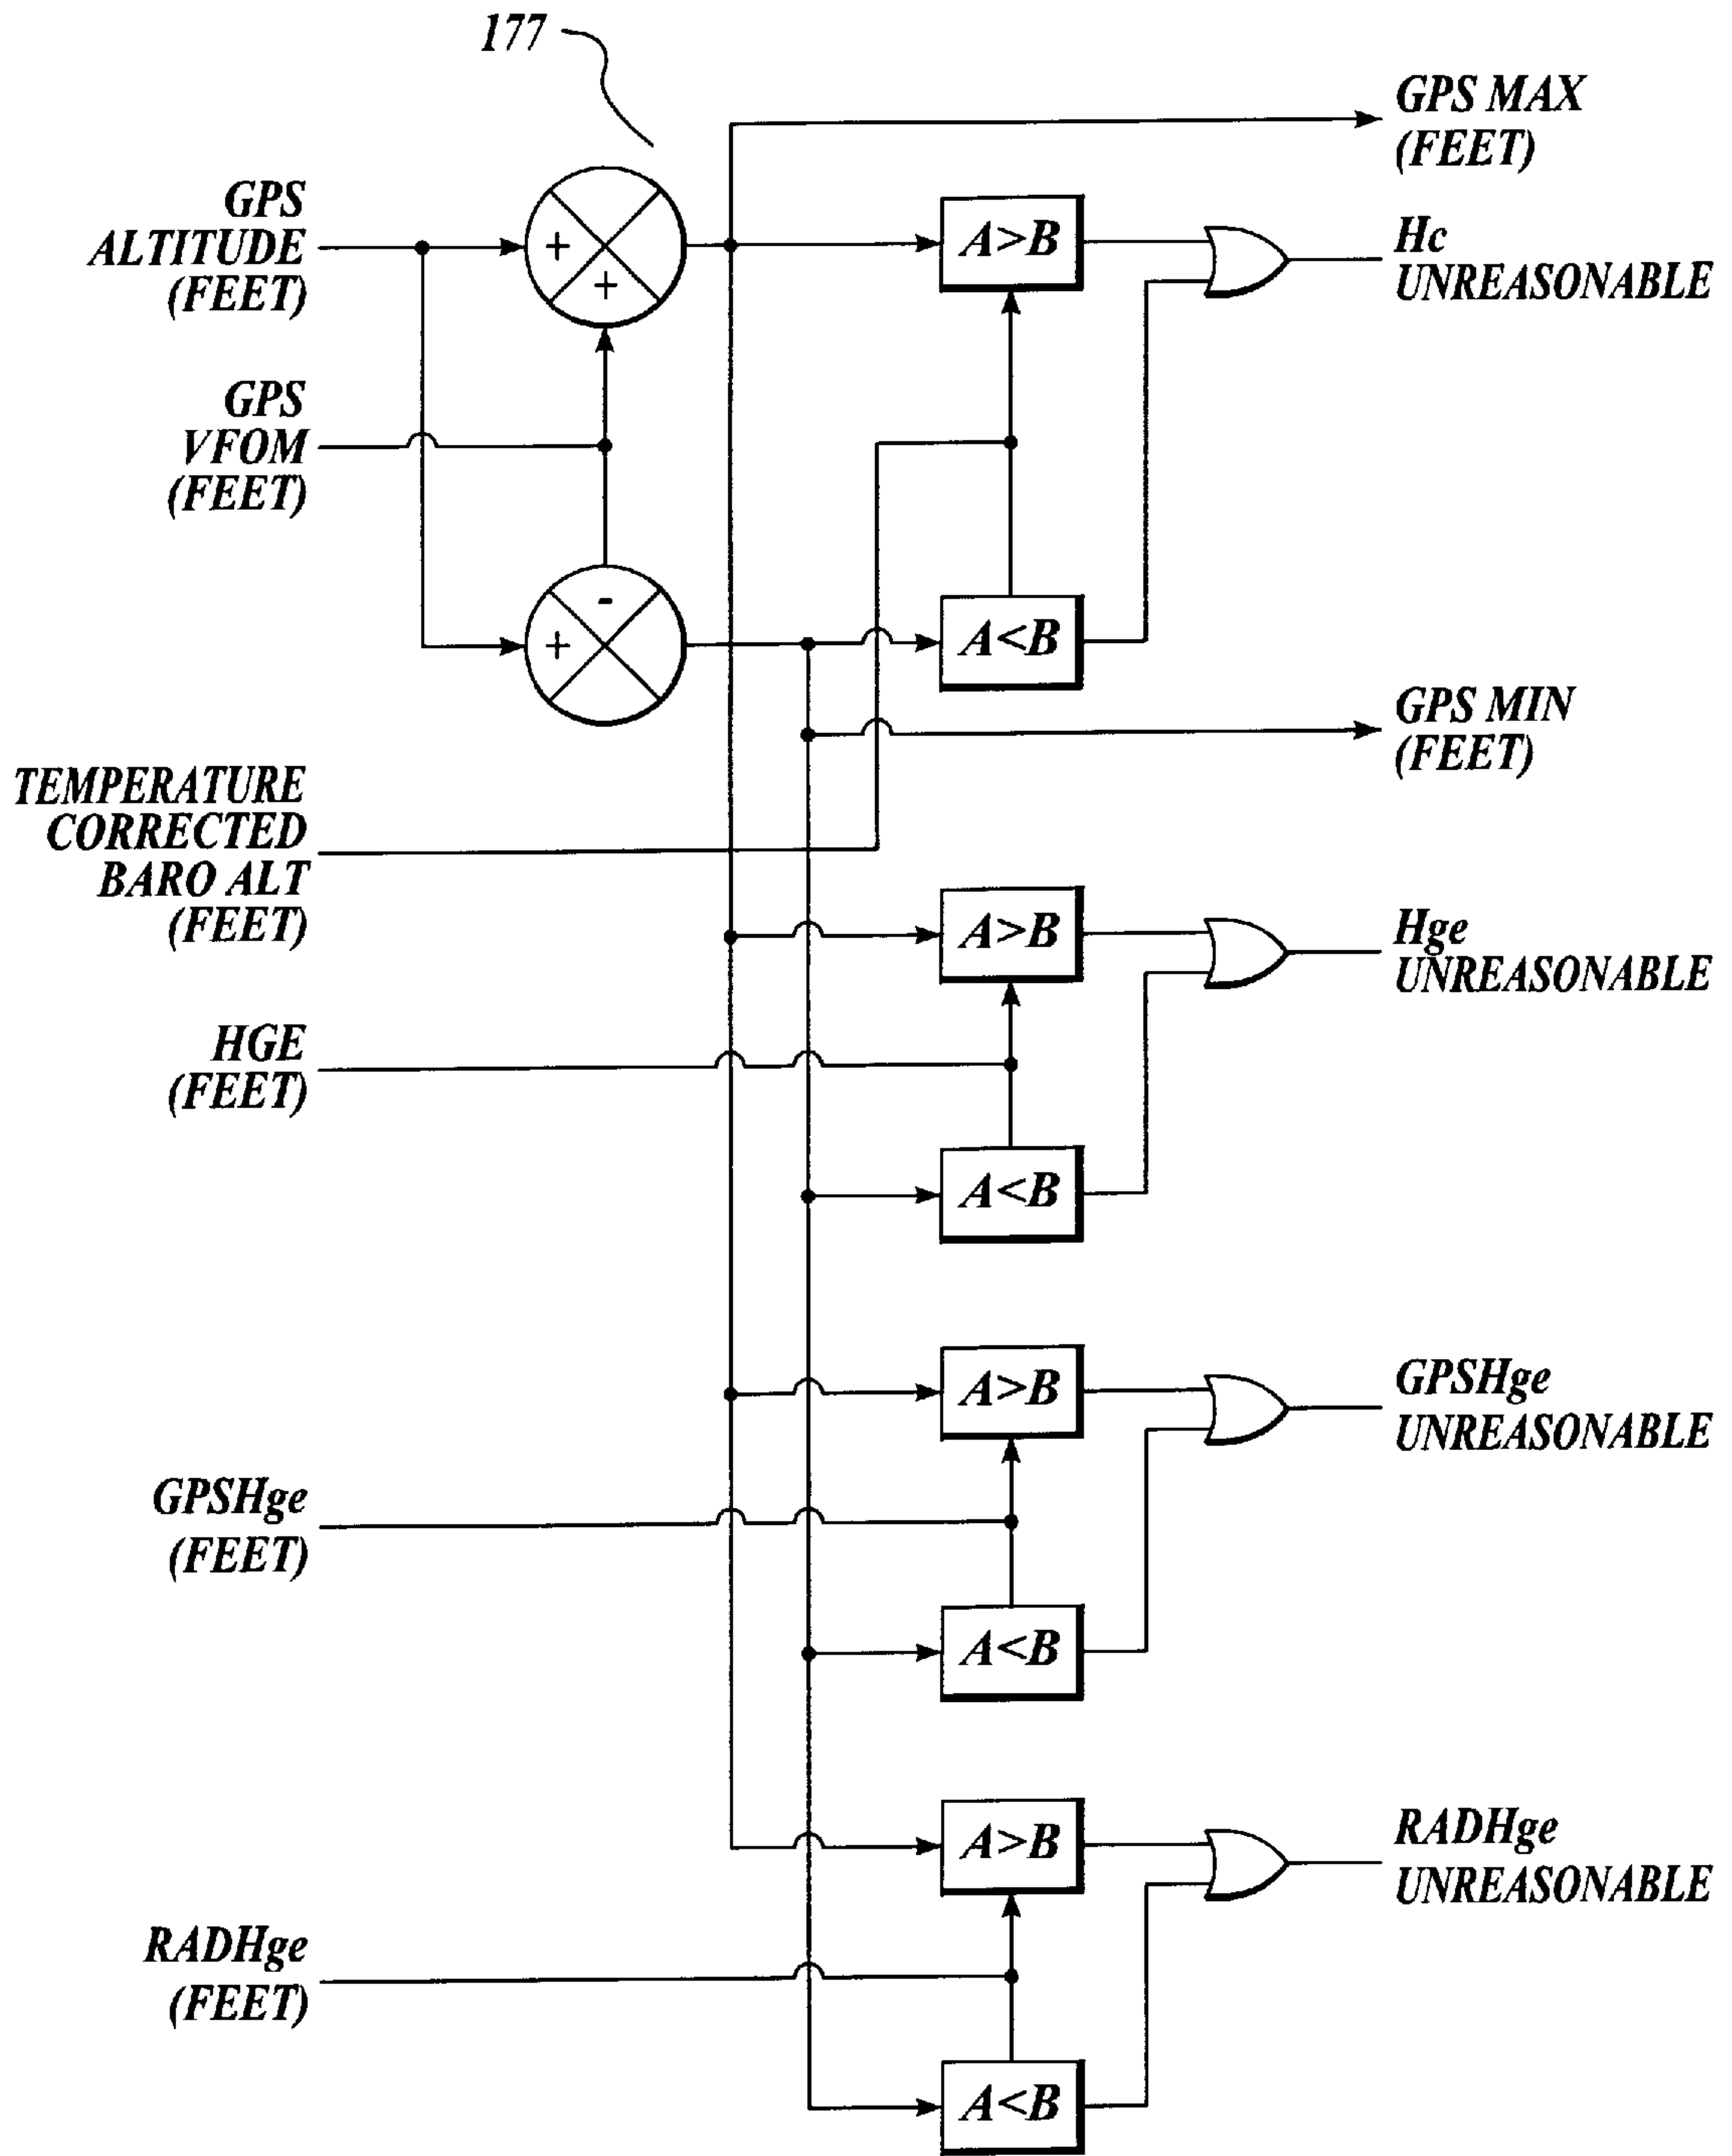 177
GPS MAX
(FEET)
GPS
ALTITUDE
(FEET)
+
+
A>B
Hc
UNREASONABLE
GPS
VFOM
(FEET)
-
+
A<B
GPS MIN
(FEET)
TEMPERATURE
CORRECTED
BARO ALT
(FEET)
A>B
Hge
UNREASONABLE
HGE
(FEET)
A<B
A>B
GPSHge
UNREASONABLE
GPSHge
(FEET)
A<B
A>B
RADHge
UNREASONABLE
RADHge
(FEET)
A<B